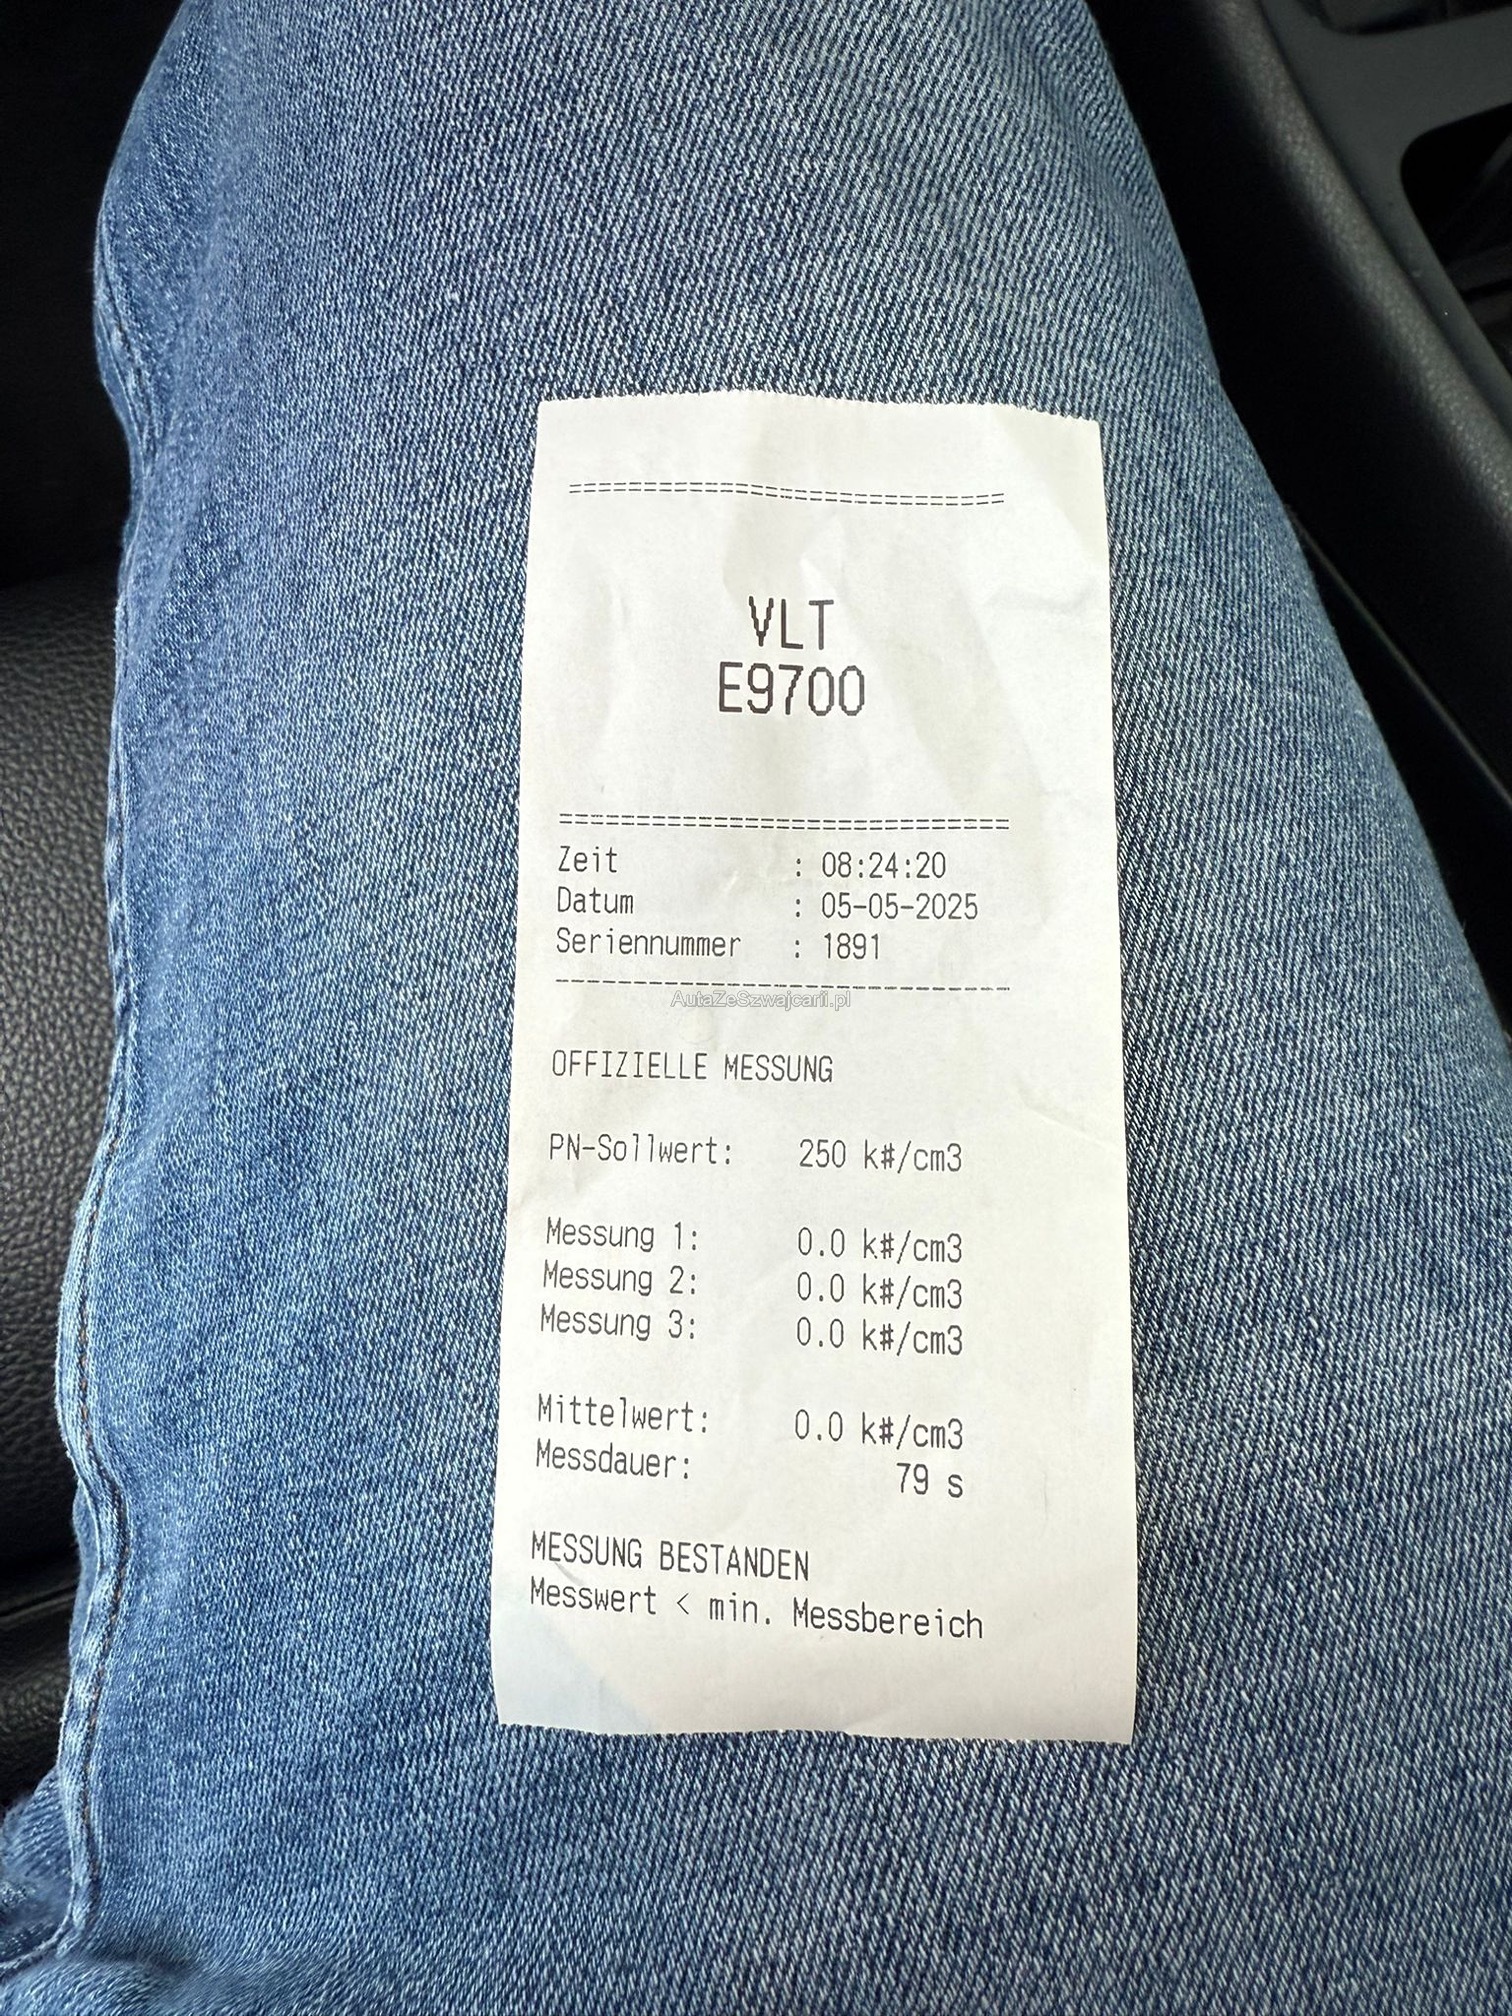 ============================
VLT
E9700
============================
Zeit : 08:24:20
Datum : 05-05-2025
Seriennummer : 1891
----------------------------
AutaZeSzwajcarii.pl
OFFIZIELLE MESSUNG
PN-Sollwert: 250 k#/cm3
Messung 1: 0.0 k#/cm3
Messung 2: 0.0 k#/cm3
Messung 3: 0.0 k#/cm3
Mittelwert: 0.0 k#/cm3
Messdauer: 79 s
MESSUNG BESTANDEN
Messwert < min. Messbereich